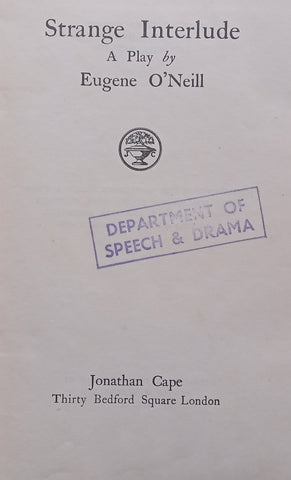 Strange Interlude
A Play by
Eugene O'Neill
J C
DEPARTMENT OF
SPEECH & DRAMA
Jonathan Cape
Thirty Bedford Square London